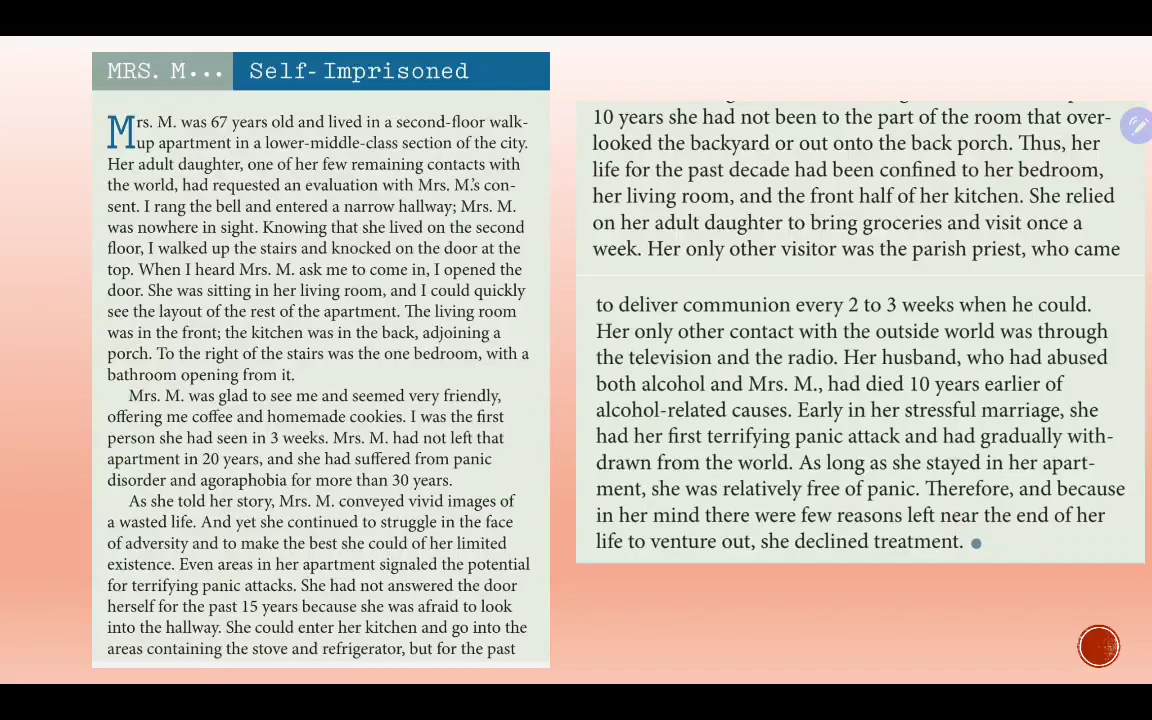 MRS. M... Self-Imprisoned
Mrs. M. was 67 years old and lived in a second-floor walk-
up apartment in a lower-middle-class section of the city.
Her adult daughter, one of her few remaining contacts with
the world, had requested an evaluation with Mrs. M.'s con-
sent. I rang the bell and entered a narrow hallway; Mrs. M.
was nowhere in sight. Knowing that she lived on the second
floor, I walked up the stairs and knocked on the door at the
top. When I heard Mrs. M. ask me to come in, I opened the
door. She was sitting in her living room, and I could quickly
see the layout of the rest of the apartment. The living room
was in the front; the kitchen was in the back, adjoining a
porch. To the right of the stairs was the one bedroom, with a
bathroom opening from it.
Mrs. M. was glad to see me and seemed very friendly,
offering me coffee and homemade cookies. I was the first
person she had seen in 3 weeks. Mrs. M. had not left that
apartment in 20 years, and she had suffered from panic
disorder and agoraphobia for more than 30 years.
As she told her story, Mrs. M. conveyed vivid images of
a wasted life. And yet she continued to struggle in the face
of adversity and to make the best she could of her limited
existence. Even areas in her apartment signaled the potential
for terrifying panic attacks. She had not answered the door
herself for the past 15 years because she was afraid to look
into the hallway. She could enter her kitchen and go into the
areas containing the stove and refrigerator, but for the past
10 years she had not been to the part of the room that over-
looked the backyard or out onto the back porch. Thus, her
life for the past decade had been confined to her bedroom,
her living room, and the front half of her kitchen. She relied
on her adult daughter to bring groceries and visit once a
week. Her only other visitor was the parish priest, who came
to deliver communion every 2 to 3 weeks when he could.
Her only other contact with the outside world was through
the television and the radio. Her husband, who had abused
both alcohol and Mrs. M., had died 10 years earlier of
alcohol-related causes. Early in her stressful marriage, she
had her first terrifying panic attack and had gradually with-
drawn from the world. As long as she stayed in her apart-
ment, she was relatively free of panic. Therefore, and because
in her mind there were few reasons left near the end of her
life to venture out, she declined treatment.